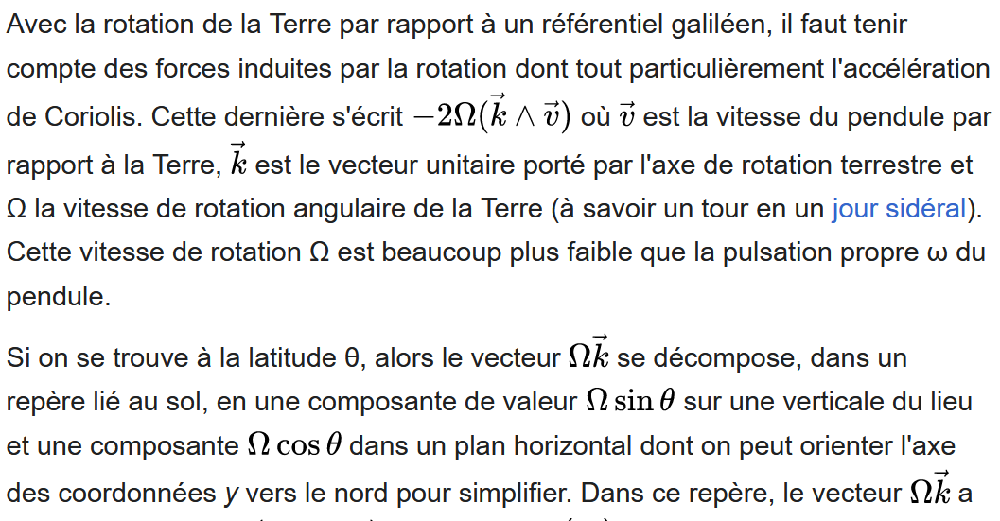 Avec la rotation de la Terre par rapport à un référentiel galiléen, il faut tenir
compte des forces induites par la rotation dont tout particulièrement l'accélération
de Coriolis. Cette dernière s'écrit $-2\Omega(\vec{k} \wedge \vec{v})$ où $\vec{v}$ est la vitesse du pendule par
rapport à la Terre, $\vec{k}$ est le vecteur unitaire porté par l'axe de rotation terrestre et
Ω la vitesse de rotation angulaire de la Terre (à savoir un tour en un jour sidéral).
Cette vitesse de rotation Ω est beaucoup plus faible que la pulsation propre ω du
pendule.
Si on se trouve à la latitude θ, alors le vecteur $\Omega\vec{k}$ se décompose, dans un
repère lié au sol, en une composante de valeur $\Omega \sin \theta$ sur une verticale du lieu
et une composante $\Omega \cos \theta$ dans un plan horizontal dont on peut orienter l'axe
des coordonnées y vers le nord pour simplifier. Dans ce repère, le vecteur $\Omega\vec{k}$ a